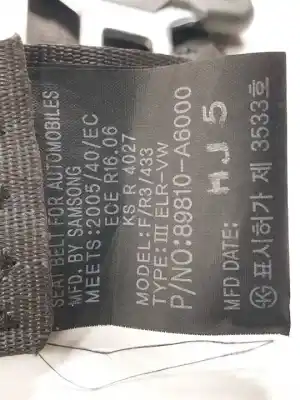 SEAT BELT FOR AUTOMOBILES
MFD. BY SAMSONG
MEETS:2005/40/EC
ECE R16.06
KS R 4027
MODEL:F/R3/433
TYPE:III ELR-VW
P/NO:89810-A6000
MFD DATE: HJ5
㉿ 표시허가 제 3533호